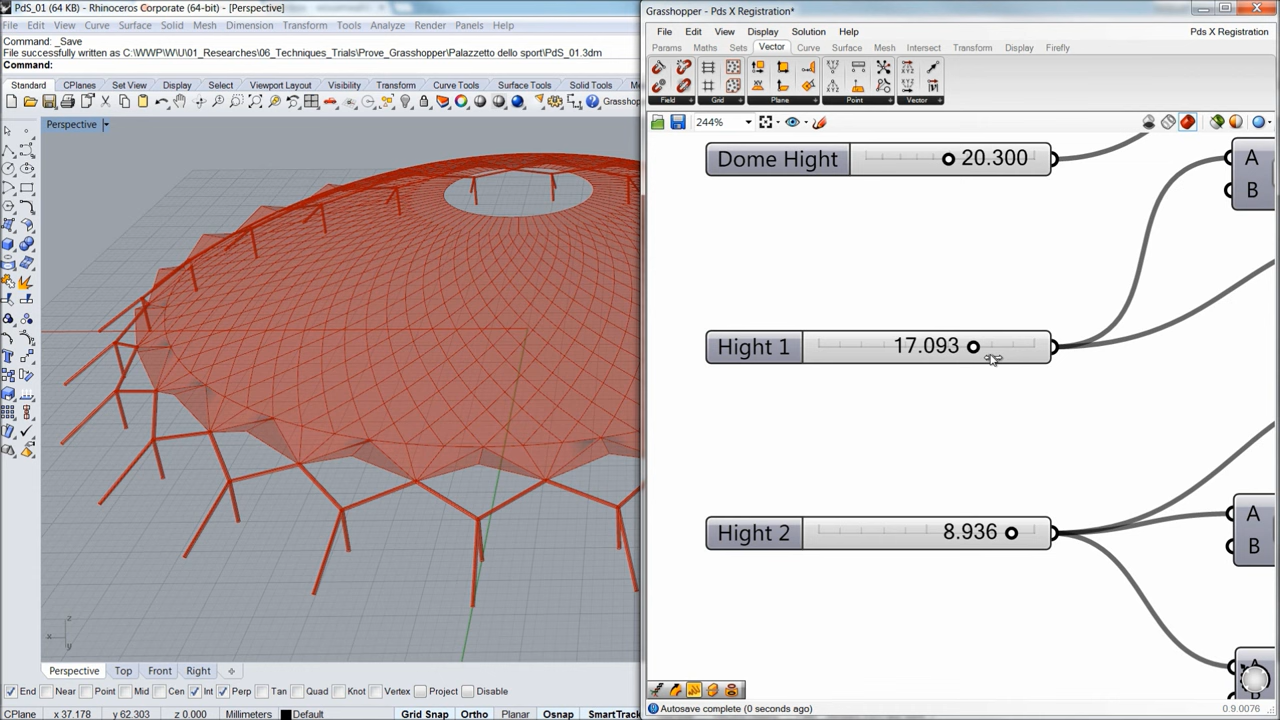 PdS_01 (64 KB) - Rhinoceros Corporate (64-bit) - [Perspective]
File Edit View Curve Surface Solid Mesh Dimension Transform Tools Analyze Render Panels Help
Command: _Save
File successfully written as C:\WWP\WIU\01_Researches\06_Techniques_Trials\Prove_Grasshopper\Palazzetto dello sport\PdS_01.3dm
Command:
Standard CPlanes Set View Display Select Viewport Layout Visibility Transform Curve Tools Surface Tools Solid Tools
Grasshop
Perspective
z
x
y
Perspective Top Front Right
End Near Point Mid Cen Int Perp Tan Quad Knot Vertex Project Disable
CPlane x 37.178 y 62.303 z 0.000 Millimeters Default Grid Snap Ortho Planar Osnap SmartTrack
Grasshopper - Pds X Registration*
File Edit View Display Solution Help Pds X Registration
Params Maths Sets Vector Curve Surface Mesh Intersect Transform Display Firefly
Field Grid Plane Point Vector
244%
Dome Hight 20.300
A
B
Hight 1 17.093
Hight 2 8.936
A
B
Autosave complete (0 seconds ago) 0.9.0076